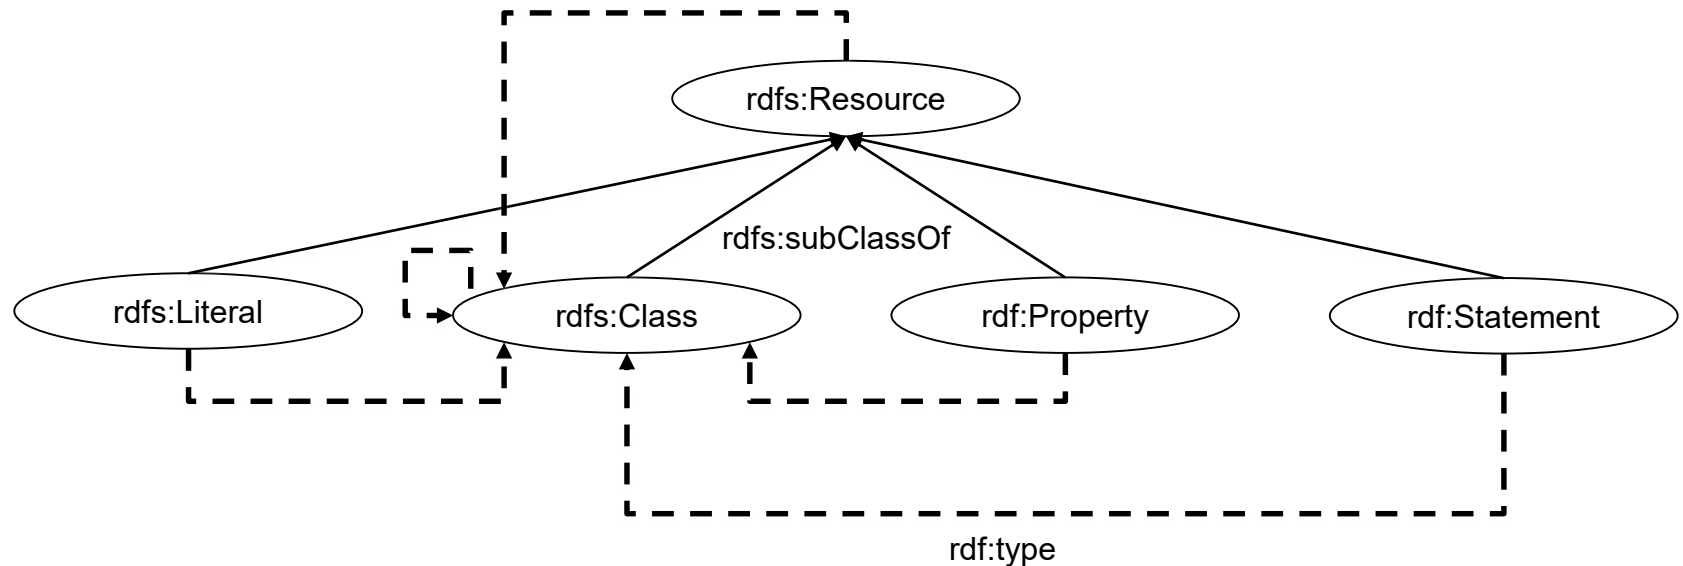 rdfs:Resource
rdfs:subClassOf
rdfs:Literal
rdfs:Class
rdf:Property
rdf:Statement
rdf:type